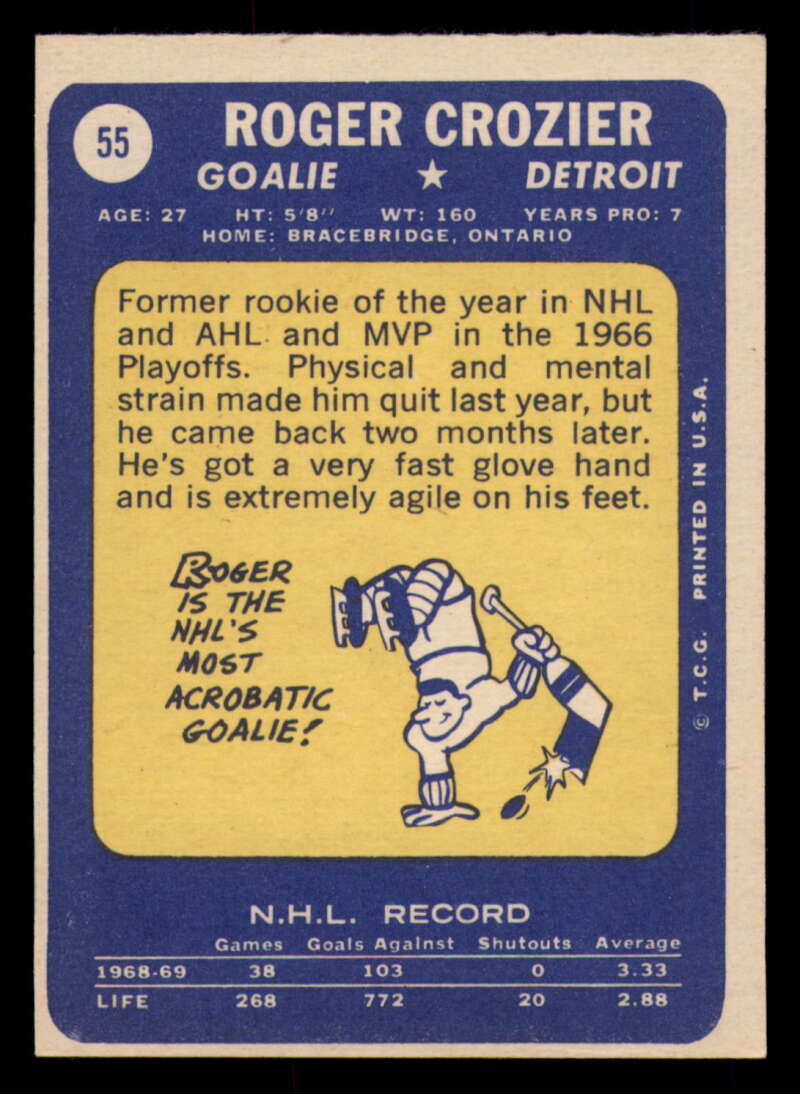 55
ROGER CROZIER
GOALIE ★ DETROIT
AGE: 27 HT: 5'8" WT: 160 YEARS PRO: 7
HOME: BRACEBRIDGE, ONTARIO
Former rookie of the year in NHL
and AHL and MVP in the 1966
Playoffs. Physical and mental
strain made him quit last year, but
he came back two months later.
He's got a very fast glove hand
and is extremely agile on his feet.
ROGER
IS THE
NHL'S
MOST
ACROBATIC
GOALIE!
© T.C.G. PRINTED IN U.S.A.
N.H.L. RECORD
Games Goals Against Shutouts Average
1968-69 38 103 0 3.33
LIFE 268 772 20 2.88